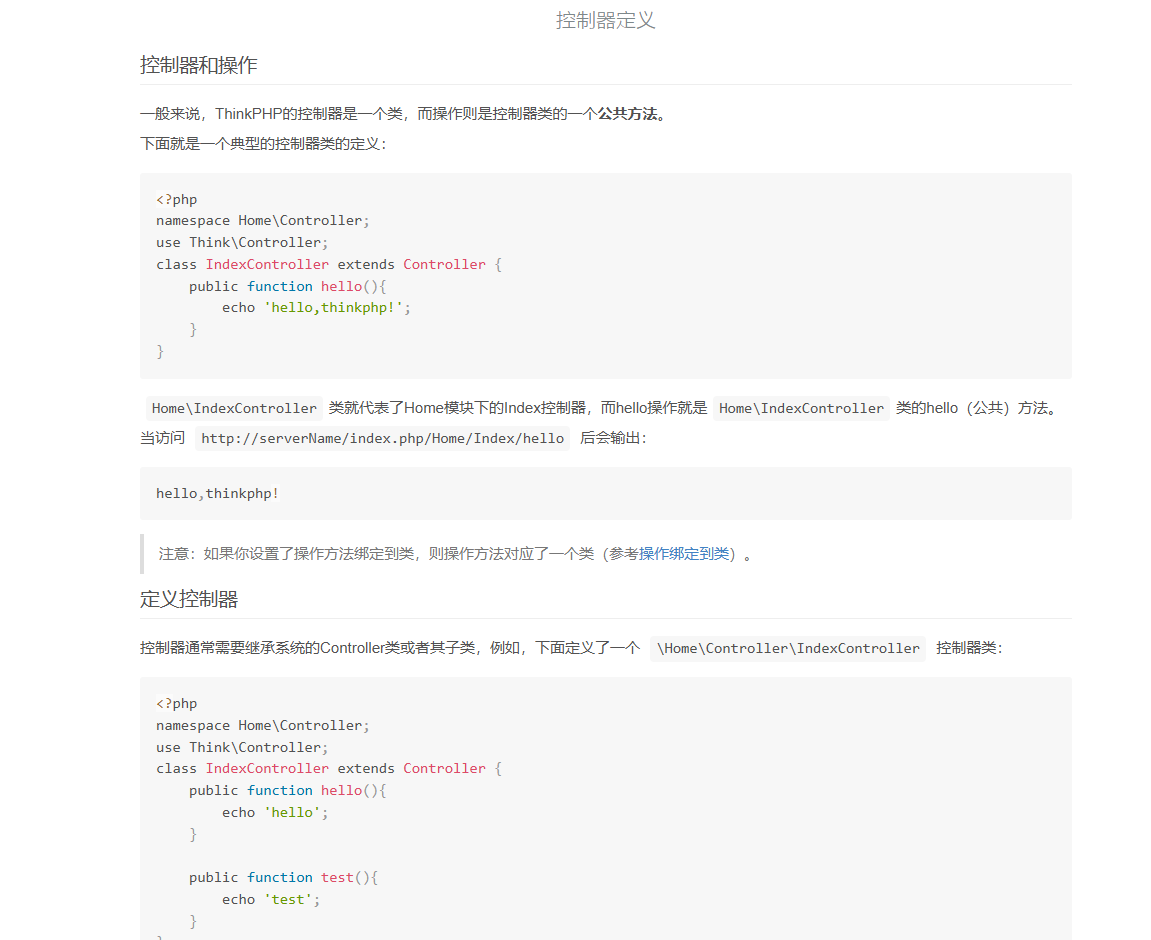 控制器定义
控制器和操作
一般来说，ThinkPHP的控制器是一个类，而操作则是控制器类的一个公共方法。
下面就是一个典型的控制器类的定义：
<?php
namespace Home\Controller;
use Think\Controller;
class IndexController extends Controller {
    public function hello(){
        echo 'hello,thinkphp!';
    }
}
Home\IndexController 类就代表了Home模块下的Index控制器，而hello操作就是 Home\IndexController 类的hello（公共）方法。
当访问 http://serverName/index.php/Home/Index/hello 后会输出：
hello,thinkphp!
注意：如果你设置了操作方法绑定到类，则操作方法对应了一个类（参考操作绑定到类）。
定义控制器
控制器通常需要继承系统的Controller类或者其子类，例如，下面定义了一个 \Home\Controller\IndexController 控制器类：
<?php
namespace Home\Controller;
use Think\Controller;
class IndexController extends Controller {
    public function hello(){
        echo 'hello';
    }
    public function test(){
        echo 'test';
    }